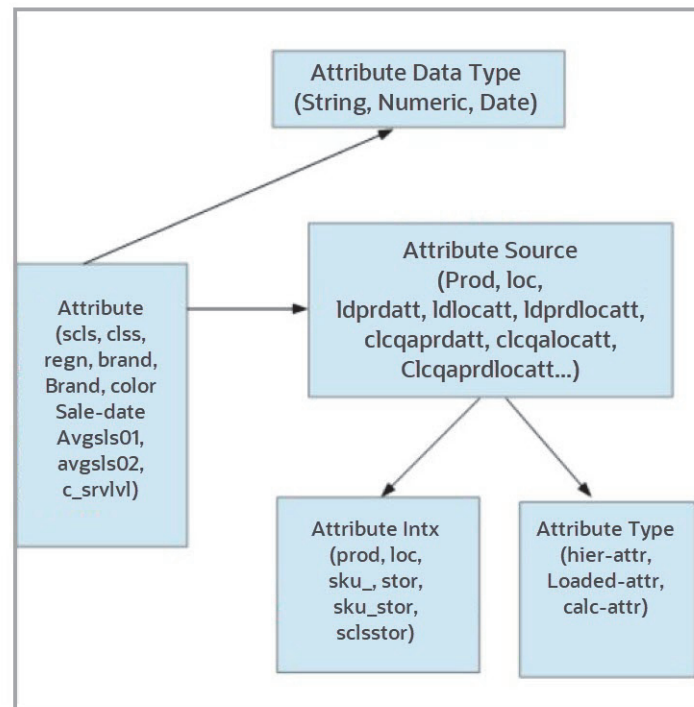 Attribute Data Type
(String, Numeric, Date)
Attribute Source
(Prod, loc,
ldprdatt, ldlocatt, ldprdlocatt,
clcqaprdatt, clcqalocatt,
Clcqaprdlocatt...)
Attribute
(scls, clss,
regn, brand,
Brand, color
Sale-date
Avgsls01,
avgsls02,
c_srvlvl)
Attribute Intx
(prod, loc,
sku_, stor,
sku_stor,
sclsstor)
Attribute Type
(hier-attr,
Loaded-attr,
calc-attr)